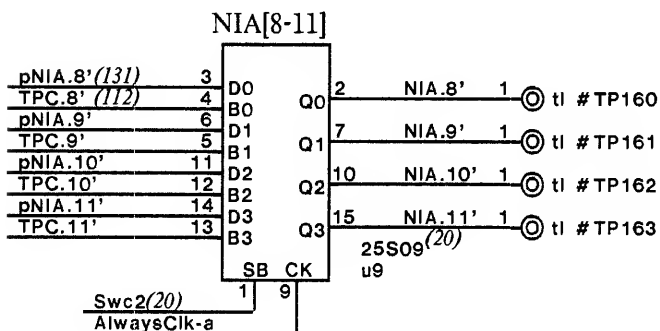 NIA[8-11]
pNIA.8'(131) 3 D0
TPC.8' (112) 4 B0 Q0 2 NIA.8' 1 tl #TP160
pNIA.9' 6 D1
TPC.9' 5 B1 Q1 7 NIA.9' 1 tl #TP161
pNIA.10' 11 D2
TPC.10' 12 B2 Q2 10 NIA.10' 1 tl #TP162
pNIA.11' 14 D3
TPC.11' 13 B3 Q3 15 NIA.11' 1 tl #TP163
25S09 (20)
SB CK u9
1 9
Swc2(20)
AlwaysClk-a